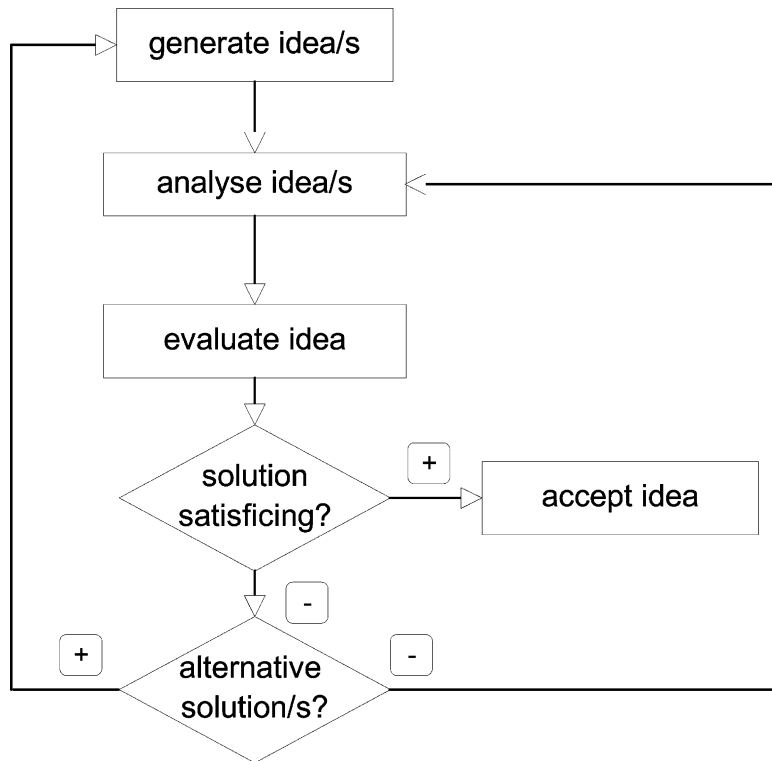 generate idea/s
analyse idea/s
evaluate idea
solution
satisficing?
+
accept idea
-
+
alternative
solution/s?
-